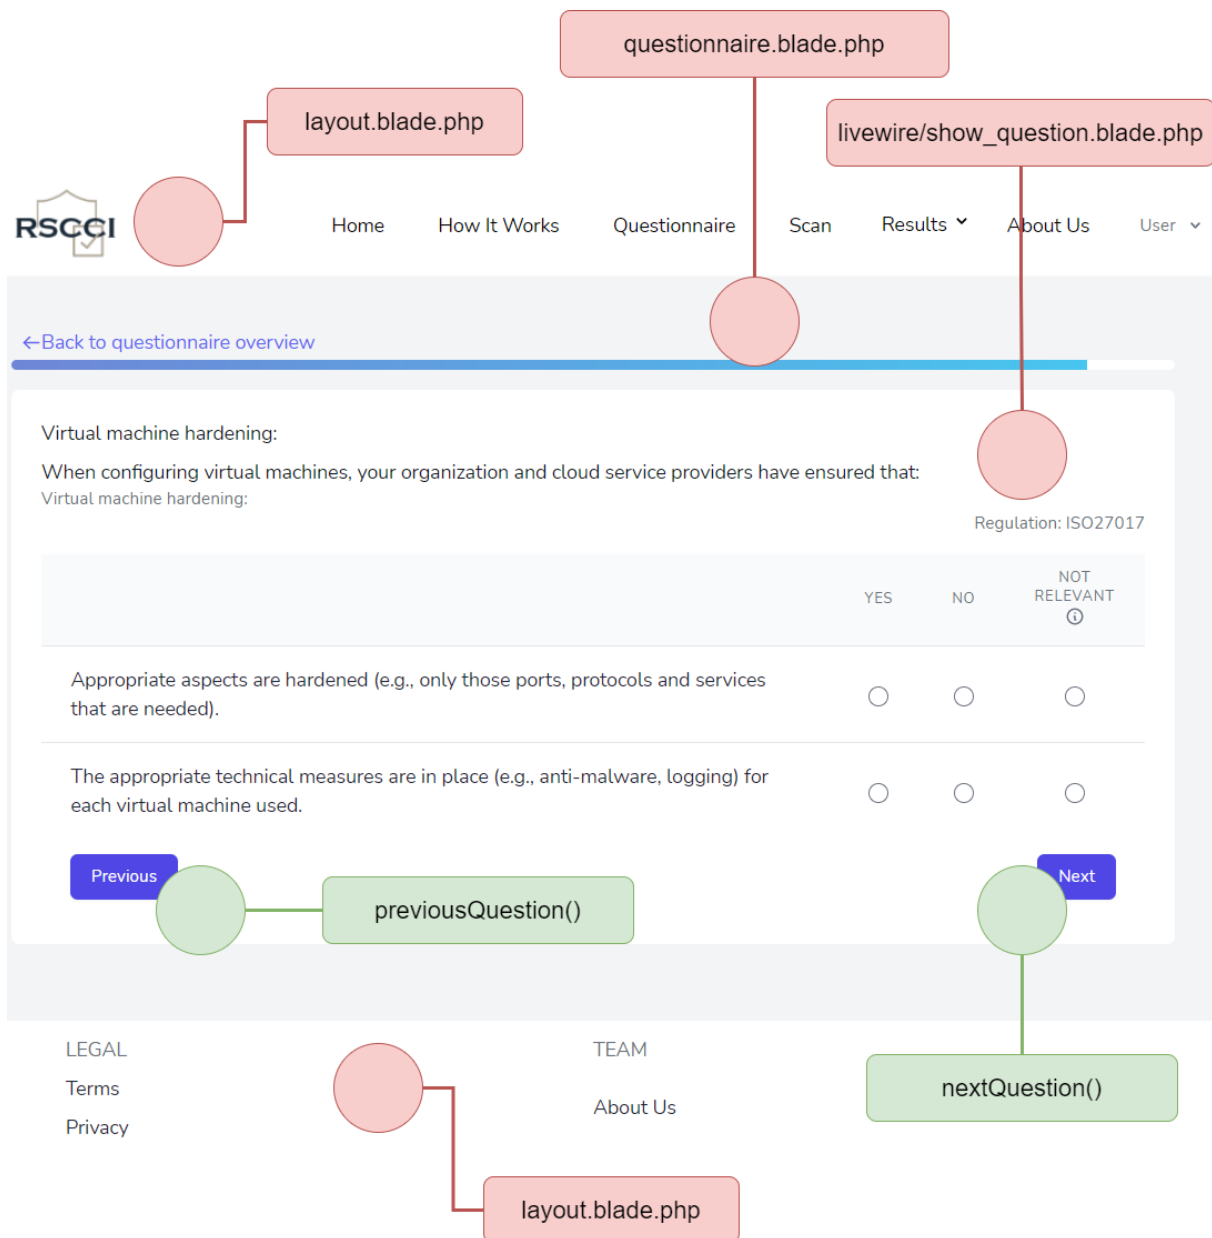 questionnaire.blade.php
layout.blade.php
livewire/show_question.blade.php
RSCCI
Home How It Works Questionnaire Scan Results About Us User
←Back to questionnaire overview
Virtual machine hardening:
When configuring virtual machines, your organization and cloud service providers have ensured that:
Virtual machine hardening:
Regulation: ISO27017
YES NO NOT RELEVANT
Appropriate aspects are hardened (e.g., only those ports, protocols and services
that are needed).
The appropriate technical measures are in place (e.g., anti-malware, logging) for
each virtual machine used.
Previous Next
previousQuestion()
LEGAL TEAM
Terms
About Us
Privacy
nextQuestion()
layout.blade.php